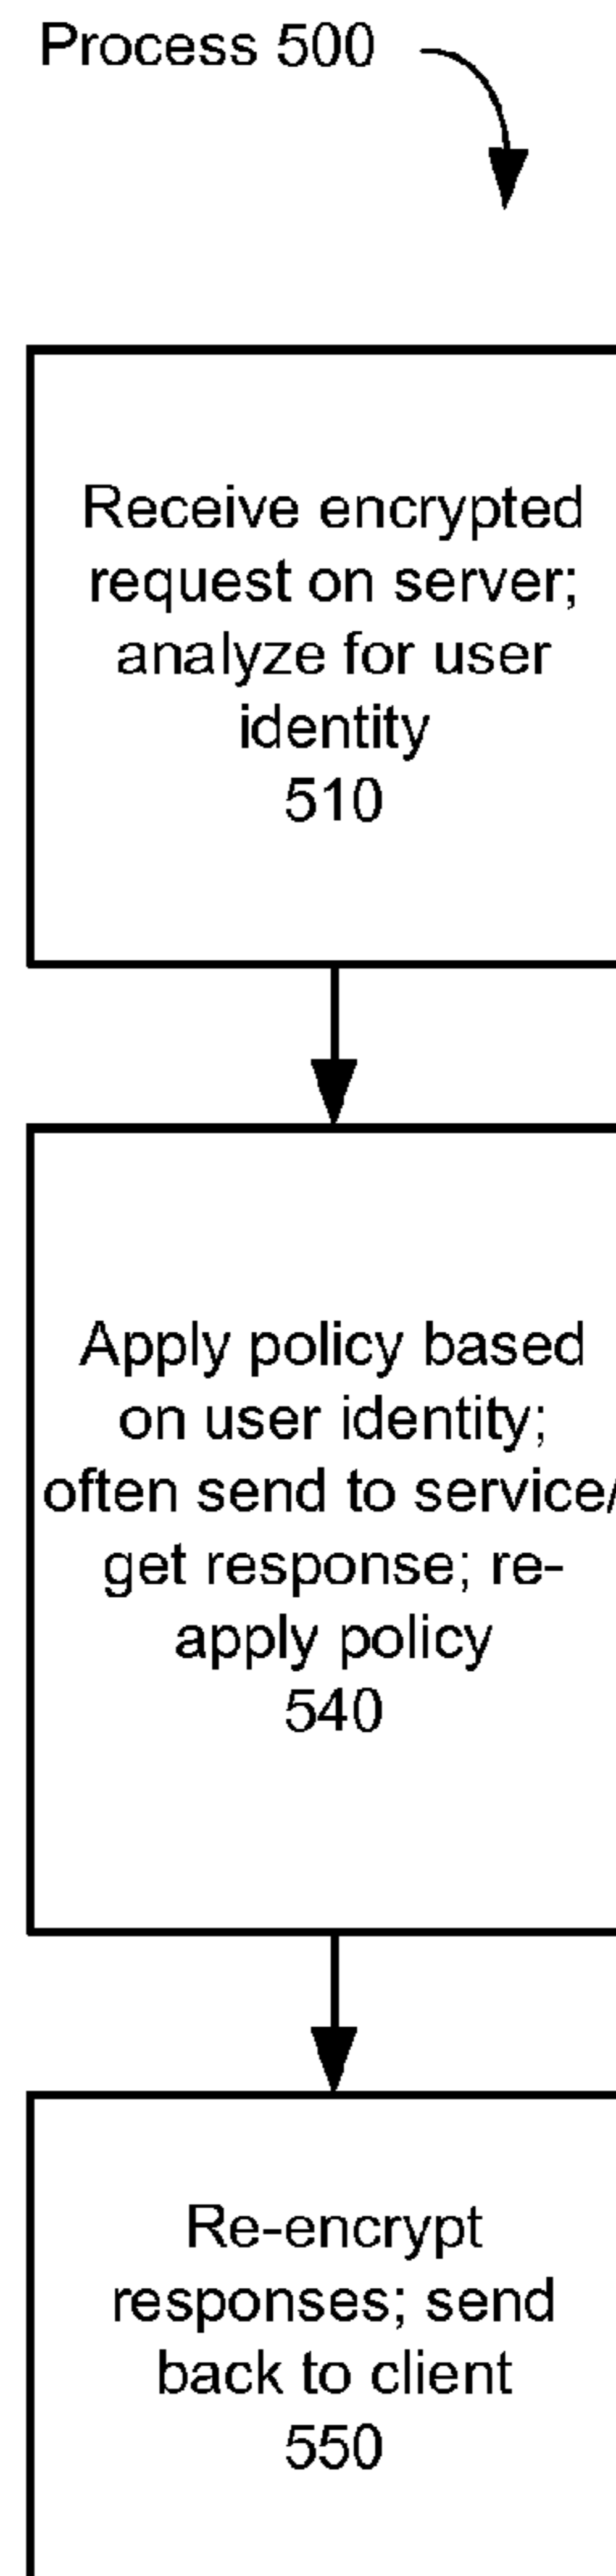 Process 500
Receive encrypted
request on server;
analyze for user
identity
510
Apply policy based
on user identity;
often send to service/
get response; re-
apply policy
540
Re-encrypt
responses; send
back to client
550